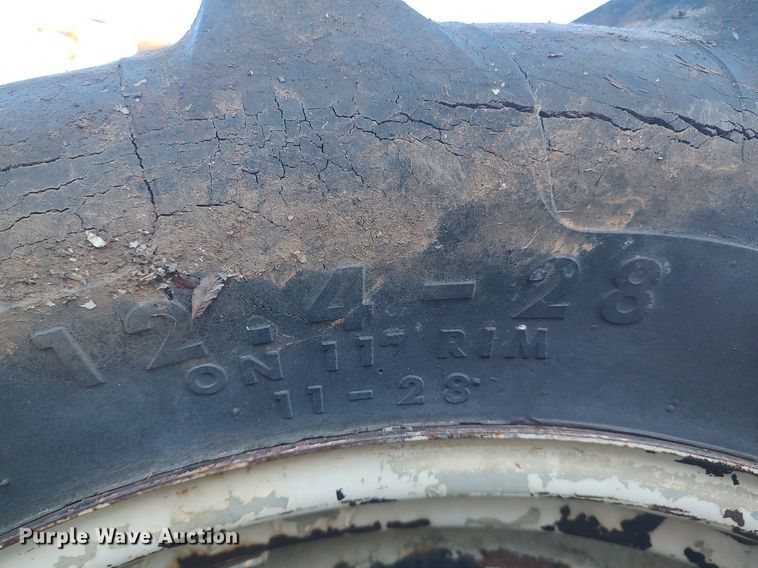 12.4-28
ON 11" RIM
11-28
Purple Wave Auction